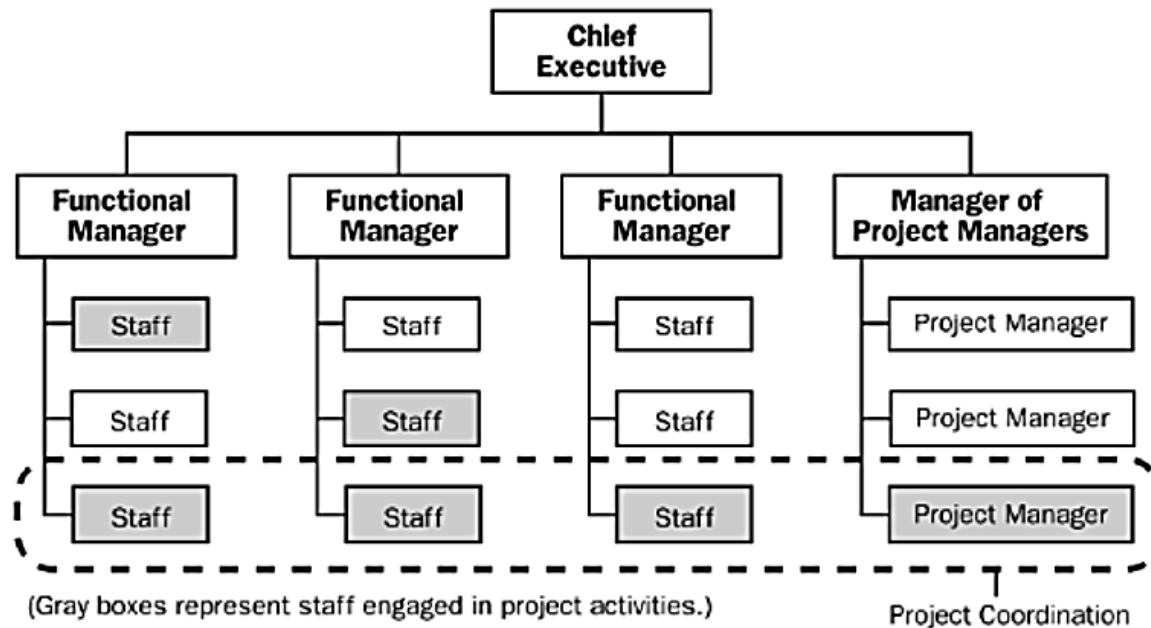 Chief
Executive
Functional
Manager
Functional
Manager
Functional
Manager
Manager of
Project Managers
Staff
Staff
Staff
Project Manager
Staff
Staff
Staff
Project Manager
Staff
Staff
Staff
Project Manager
(Gray boxes represent staff engaged in project activities.)
Project Coordination